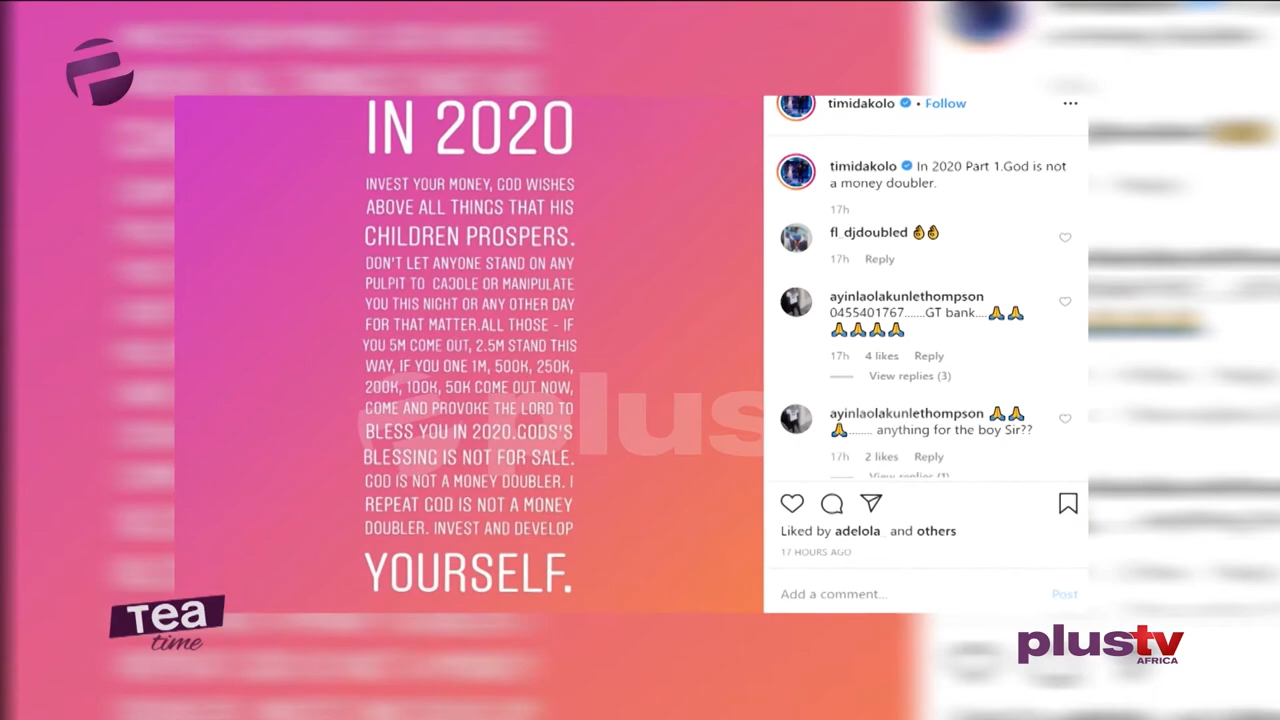 IN 2020
INVEST YOUR MONEY, GOD WISHES
ABOVE ALL THINGS THAT HIS
CHILDREN PROSPERS.
DON'T LET ANYONE STAND ON ANY
PULPIT TO CAJOLE OR MANIPULATE
YOU THIS NIGHT OR ANY OTHER DAY
FOR THAT MATTER.ALL THOSE - IF
YOU 5M COME OUT, 2.5M STAND THIS
WAY, IF YOU ONE 1M, 500K, 250K,
200K, 100K, 50K COME OUT NOW,
COME AND PROVOKE THE LORD TO
BLESS YOU IN 2020.GODS'S
BLESSING IS NOT FOR SALE.
GOD IS NOT A MONEY DOUBLER. I
REPEAT GOD IS NOT A MONEY
DOUBLER. INVEST AND DEVELOP
YOURSELF.
plus
timidakolo • Follow
timidakolo In 2020 Part 1.God is not
a money doubler.
17h
fl_djdoubled 👌👌
17h Reply
ayinlaolakunlethompson
0455401767.......GT bank....🙏🙏
🙏🙏🙏🙏
17h 4 likes Reply
View replies (3)
ayinlaolakunlethompson 🙏🙏
🙏........ anything for the boy Sir??
17h 2 likes Reply
View replies (1)
Liked by adelola_ and others
17 HOURS AGO
Add a comment... Post
Tea
time
plustv
AFRICA